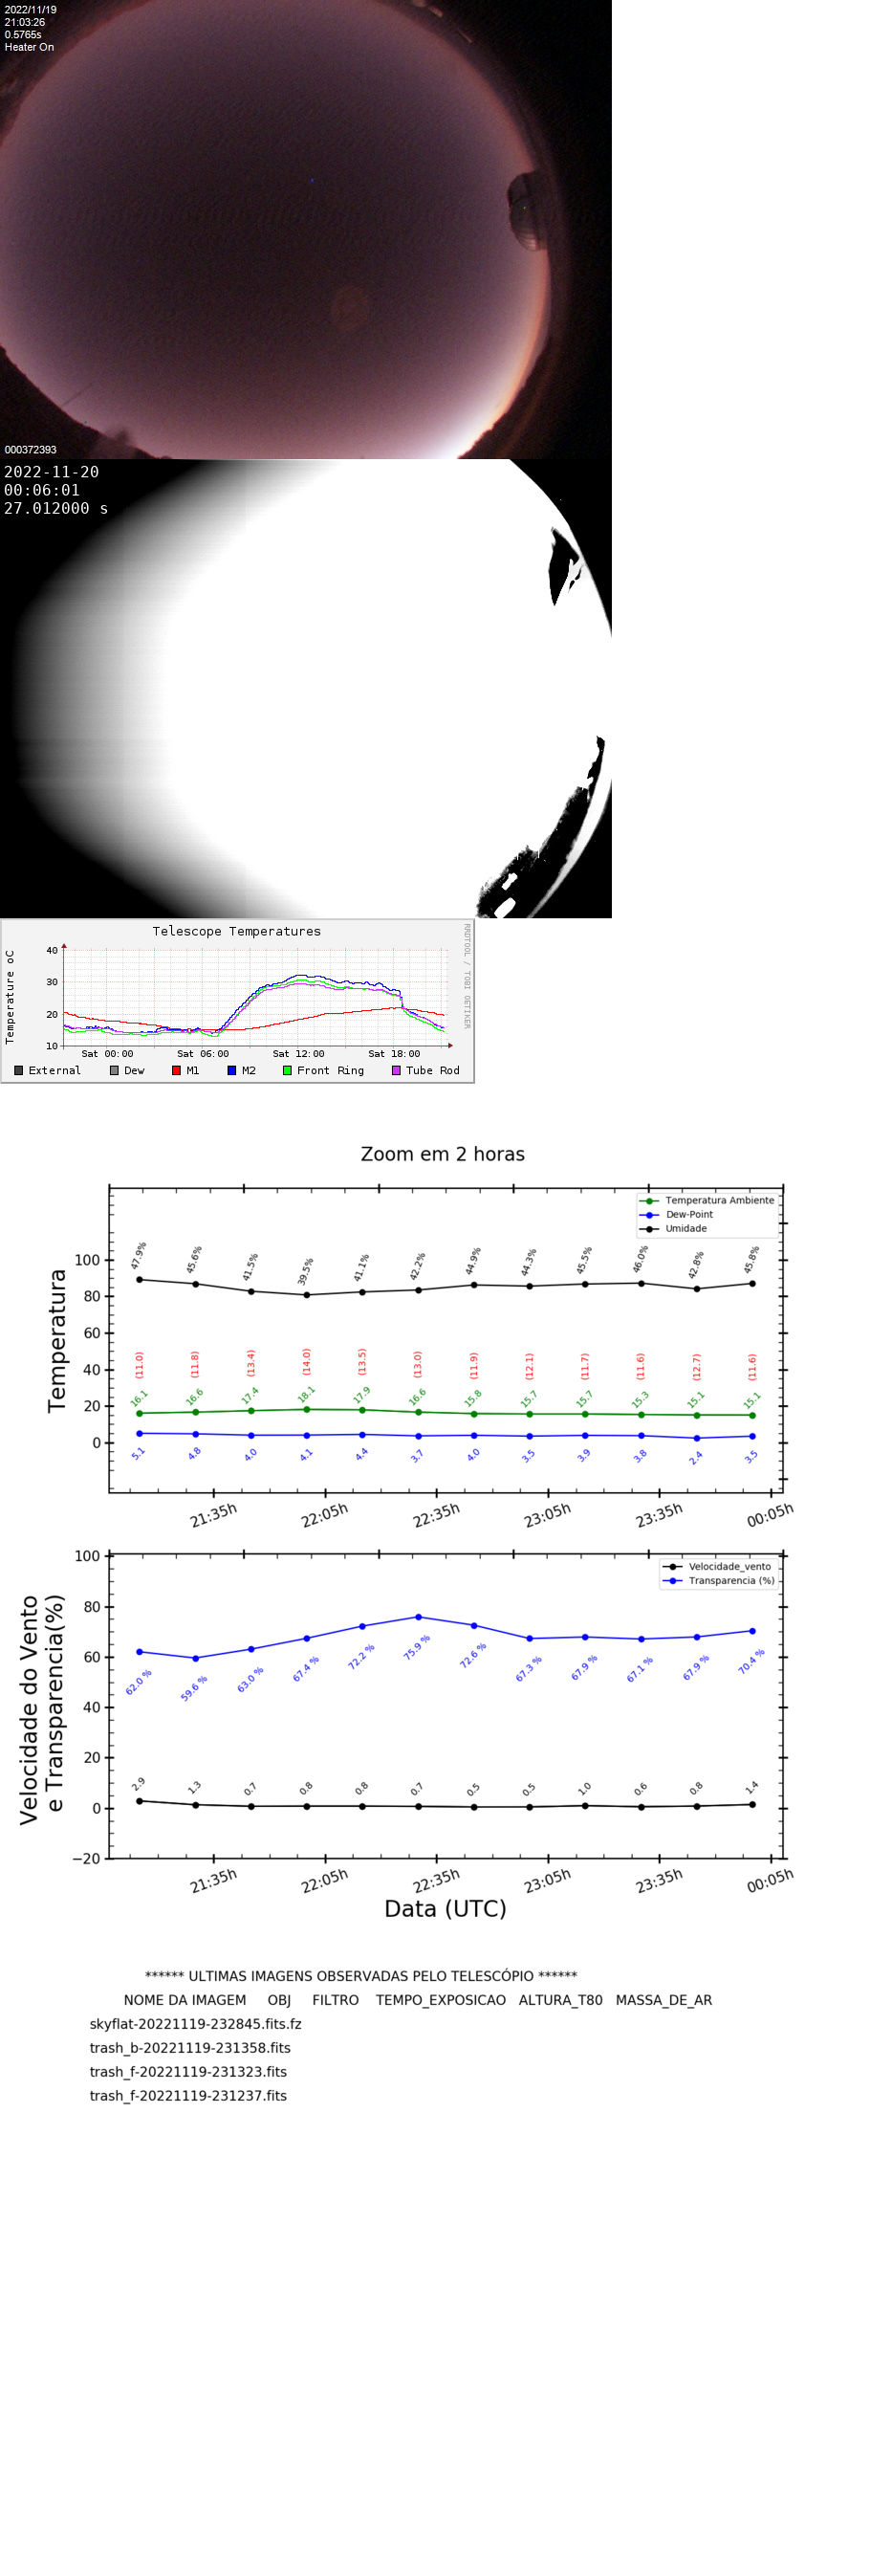 2022/11/19
21:03:26
0.5765s
Heater On
000372393
2022-11-20
00:06:01
27.012000 s
Telescope Temperatures
RRDTOOL / TOBI OETIKER
Temperature oC
40
30
20
10
Sat 00:00 Sat 06:00 Sat 12:00 Sat 18:00
External Dew M1 M2 Front Ring Tube Rod
Zoom em 2 horas
Temperatura Ambiente
Dew-Point
Umidade
Temperatura
100
80
60
40
20
0
47.9% 45.6% 41.5% 39.5% 41.1% 42.2% 44.9% 44.3% 45.5% 46.0% 42.8% 45.8%
(11.0) (11.8) (13.4) (14.0) (13.5) (13.0) (11.9) (12.1) (11.7) (11.6) (12.7) (11.6)
16.1 16.6 17.4 18.1 17.9 16.6 15.8 15.7 15.7 15.3 15.1 15.1
5.1 4.8 4.0 4.1 4.4 3.7 4.0 3.5 3.9 3.8 2.4 3.5
21:35h 22:05h 22:35h 23:05h 23:35h 00:05h
Velocidade_vento
Transparencia (%)
Velocidade do Vento
e Transparencia(%)
100
80
60
40
20
0
−20
62.0 % 59.6 % 63.0 % 67.4 % 72.2 % 75.9 % 72.6 % 67.3 % 67.9 % 67.1 % 67.9 % 70.4 %
2.9 1.3 0.7 0.8 0.8 0.7 0.5 0.5 1.0 0.6 0.8 1.4
21:35h 22:05h 22:35h 23:05h 23:35h 00:05h
Data (UTC)
****** ULTIMAS IMAGENS OBSERVADAS PELO TELESCÓPIO ******
NOME DA IMAGEM OBJ FILTRO TEMPO_EXPOSICAO ALTURA_T80 MASSA_DE_AR
skyflat-20221119-232845.fits.fz
trash_b-20221119-231358.fits
trash_f-20221119-231323.fits
trash_f-20221119-231237.fits